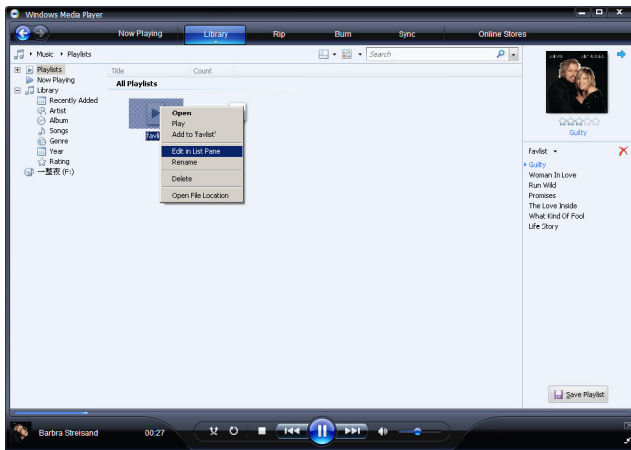 Windows Media Player
Now Playing Library Rip Burn Sync Online Stores
Music Playlists
Search
Playlists
Now Playing
Library
Recently Added
Artist
Album
Songs
Genre
Year
Rating
一整夜 (F:)
Title Count
All Playlists
Open
Play
Add to 'favlist'
Edit in List Pane
Rename
Delete
Open File Location
Guilty
favlist
Guilty
Woman In Love
Run Wild
Promises
The Love Inside
What Kind Of Fool
Life Story
Save Playlist
Barbra Streisand 00:27